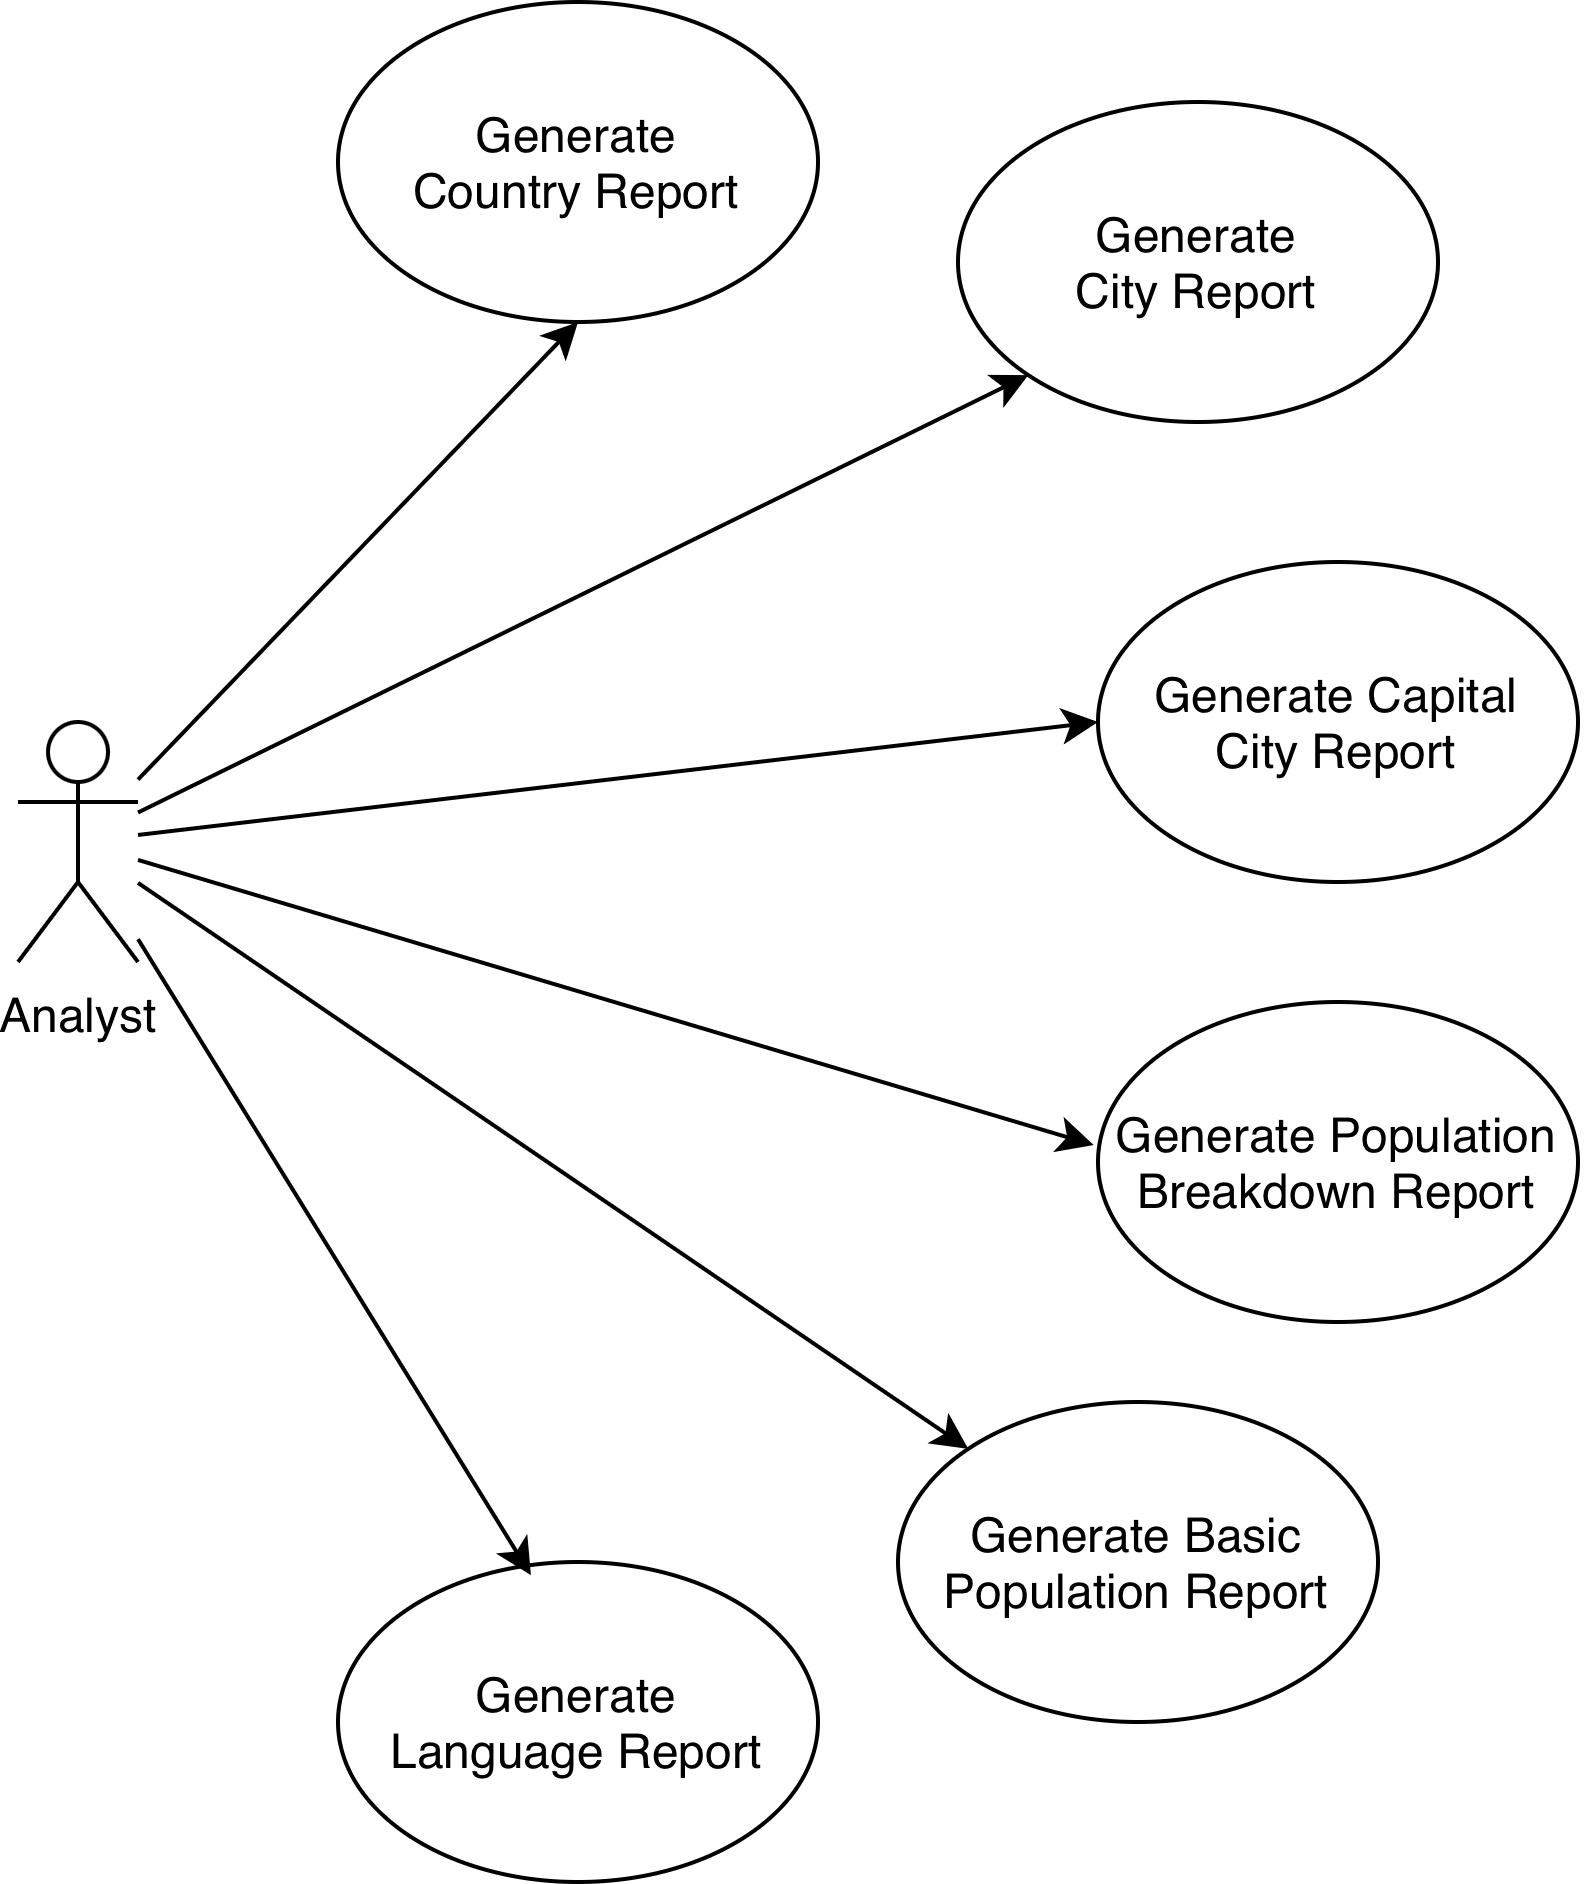 Generate
Country Report
Generate
City Report
Generate Capital
City Report
Analyst
Generate Population
Breakdown Report
Generate Basic
Population Report
Generate
Language Report